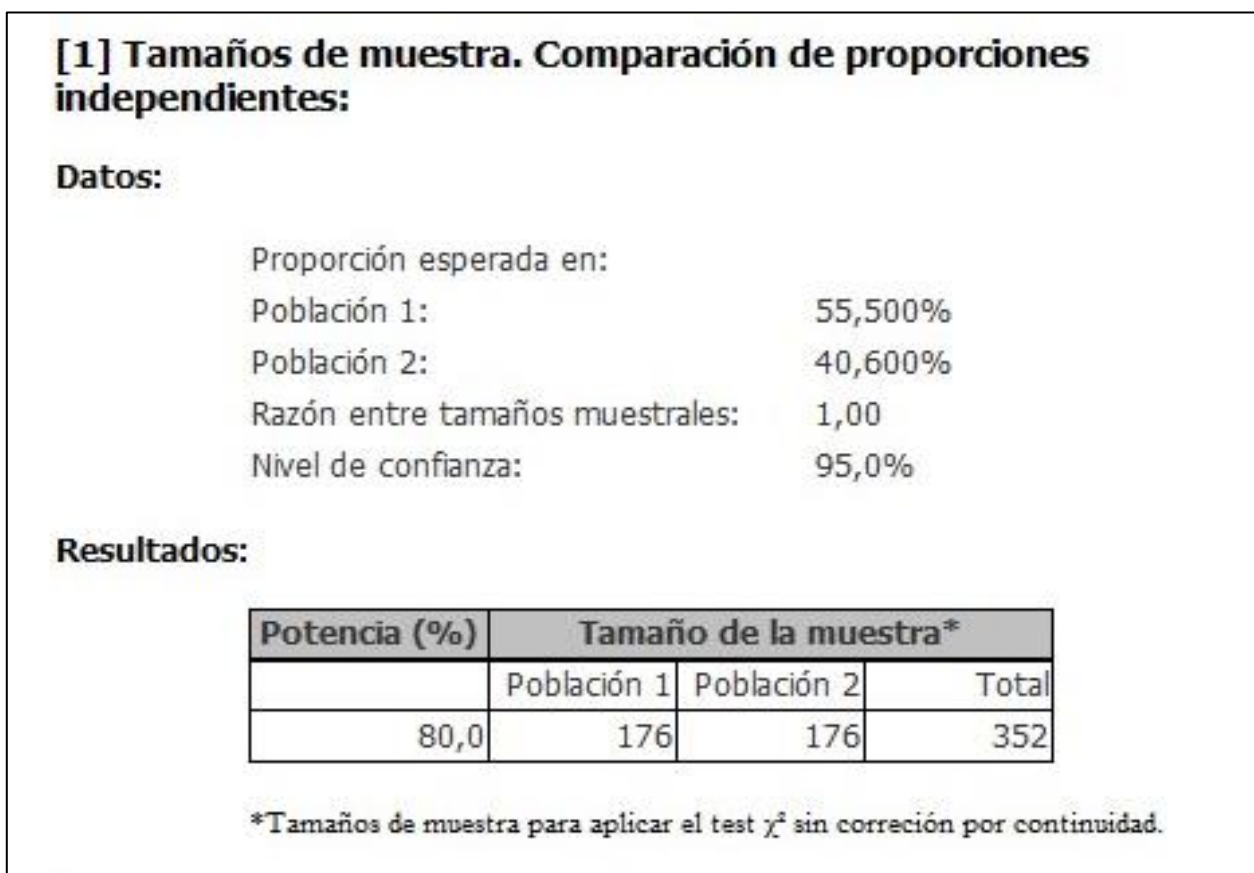 [1] Tamaños de muestra. Comparación de proporciones
independientes:
Datos:
Proporción esperada en:
Población 1: 55,500%
Población 2: 40,600%
Razón entre tamaños muestrales: 1,00
Nivel de confianza: 95,0%
Resultados:
Potencia (%) Tamaño de la muestra*
Población 1 Población 2 Total
80,0 176 176 352
*Tamaños de muestra para aplicar el test χ² sin correción por continuidad.